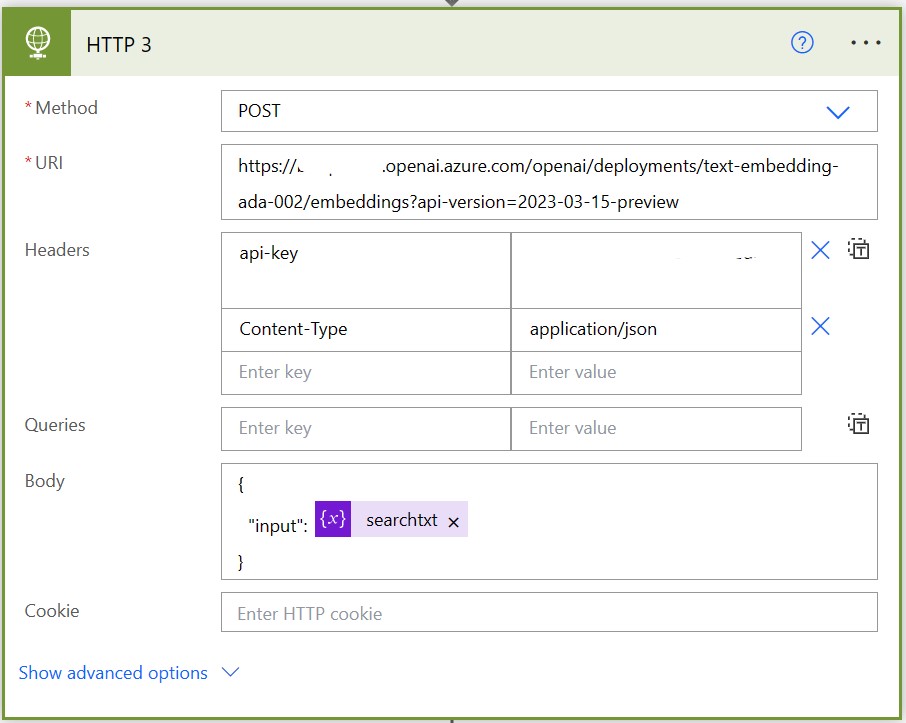 HTTP 3
*Method
POST
*URI
https://
.openai.azure.com/openai/deployments/text-embedding-
ada-002/embeddings?api-version=2023-03-15-preview
Headers
api-key
Content-Type
application/json
Enter key
Enter value
Queries
Enter key
Enter value
Body
{
"input": {x} searchtxt ×
}
Cookie
Enter HTTP cookie
Show advanced options